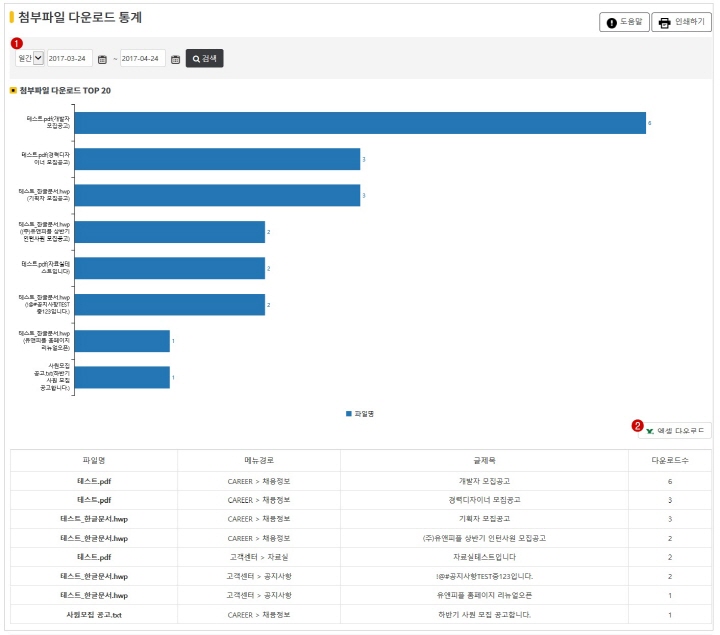 첨부파일 다운로드 통계
도움말
인쇄하기
1
일간 2017-03-24 ~ 2017-04-24 검색
첨부파일 다운로드 TOP 20
테스트.pdf(개발자
모집공고)
6
테스트.pdf(경력디자
이너 모집공고)
3
테스트_한글문서.hwp
(기획자 모집공고)
3
테스트_한글문서.hwp
((주)유앤피플 상반기
인턴사원 모집공고)
2
테스트.pdf(자료실테
스트입니다)
2
테스트_한글문서.hwp
(!@#공지사항TEST
중123입니다.)
2
테스트_한글문서.hwp
(유앤피플 홈페이지
리뉴얼오픈)
1
사원모집
공고.txt(하반기
사원 모집
공고합니다.)
1
파일명
2
엑셀 다운로드
파일명 메뉴경로 글제목 다운로드수
테스트.pdf CAREER > 채용정보 개발자 모집공고 6
테스트.pdf CAREER > 채용정보 경력디자이너 모집공고 3
테스트_한글문서.hwp CAREER > 채용정보 기획자 모집공고 3
테스트_한글문서.hwp CAREER > 채용정보 (주)유앤피플 상반기 인턴사원 모집공고 2
테스트.pdf 고객센터 > 자료실 자료실테스트입니다 2
테스트_한글문서.hwp 고객센터 > 공지사항 !@#공지사항TEST중123입니다. 2
테스트_한글문서.hwp 고객센터 > 공지사항 유앤피플 홈페이지 리뉴얼오픈 1
사원모집 공고.txt CAREER > 채용정보 하반기 사원 모집 공고합니다. 1